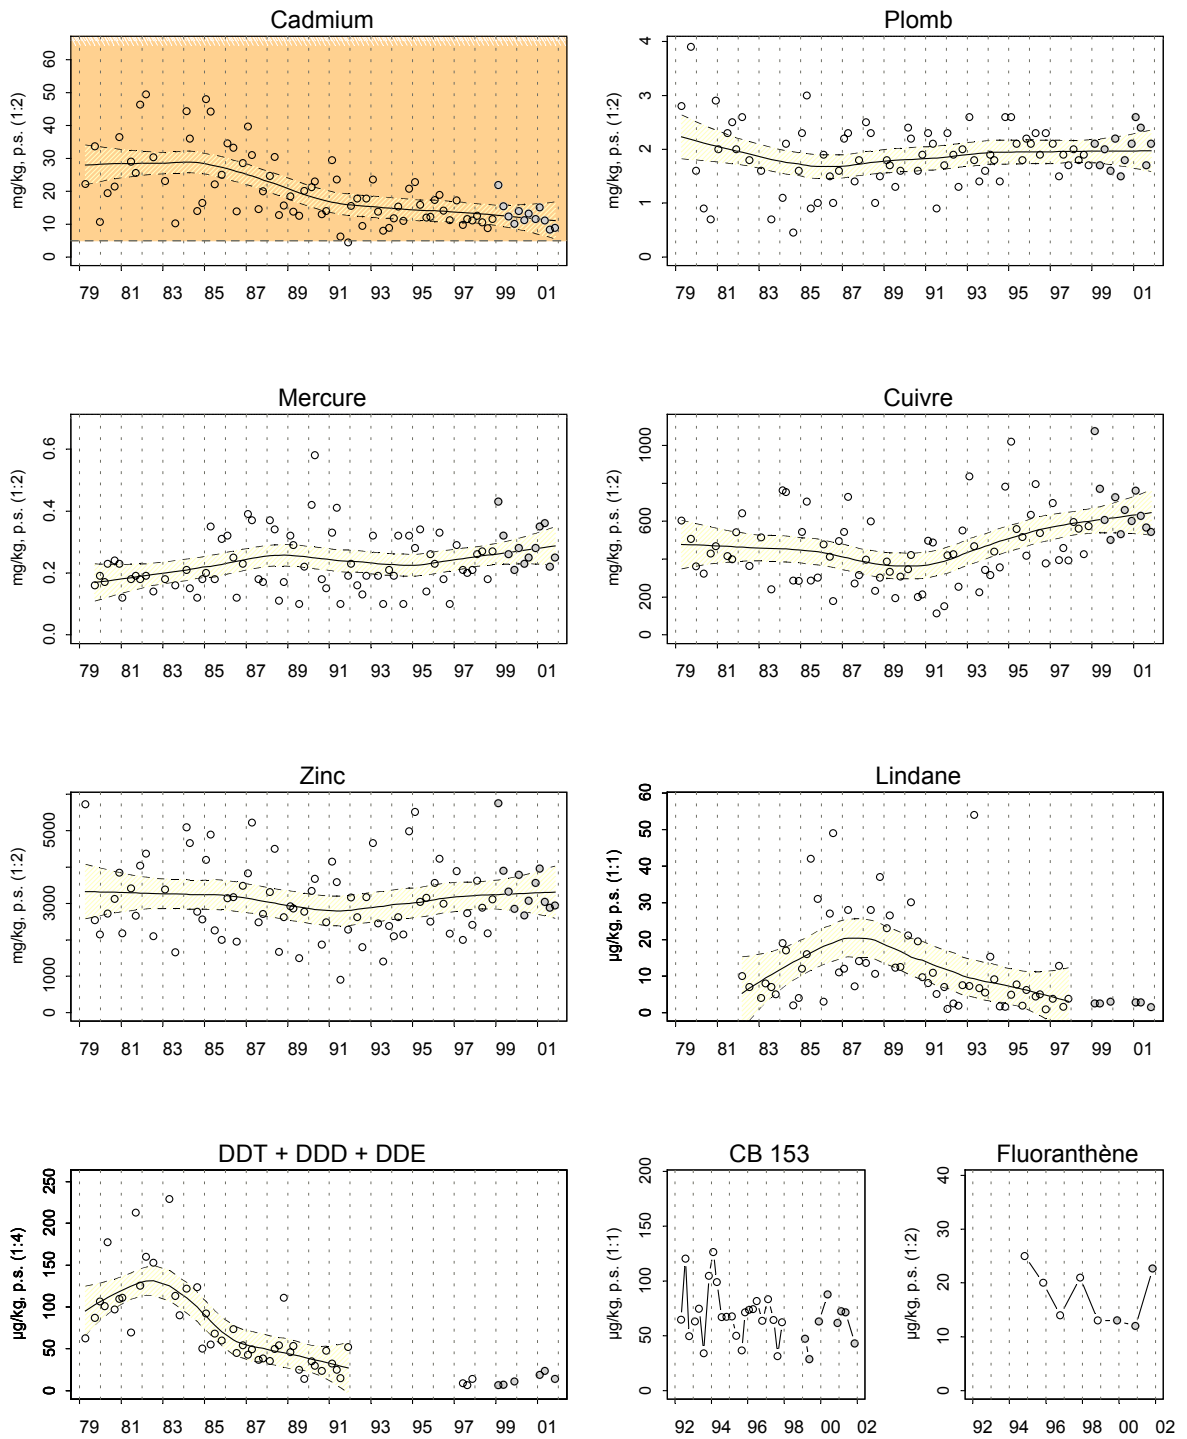 Cadmium
mg/kg, p.s. (1:2)
0 10 20 30 40 50 60
79 81 83 85 87 89 91 93 95 97 99 01
Plomb
mg/kg, p.s. (1:2)
0 1 2 3 4
79 81 83 85 87 89 91 93 95 97 99 01
Mercure
mg/kg, p.s. (1:2)
0.0 0.2 0.4 0.6
79 81 83 85 87 89 91 93 95 97 99 01
Cuivre
mg/kg, p.s. (1:2)
0 200 400 600 1000
79 81 83 85 87 89 91 93 95 97 99 01
Zinc
mg/kg, p.s. (1:2)
0 1000 3000 5000
79 81 83 85 87 89 91 93 95 97 99 01
Lindane
µg/kg, p.s. (1:1)
0 10 20 30 40 50 60
79 81 83 85 87 89 91 93 95 97 99 01
DDT + DDD + DDE
µg/kg, p.s. (1:4)
0 50 100 150 200 250
79 81 83 85 87 89 91 93 95 97 99 01
CB 153
µg/kg, p.s. (1:1)
0 50 100 150 200
92 94 96 98 00 02
Fluoranthène
µg/kg, p.s. (1:2)
0 10 20 30 40
92 94 96 98 00 02